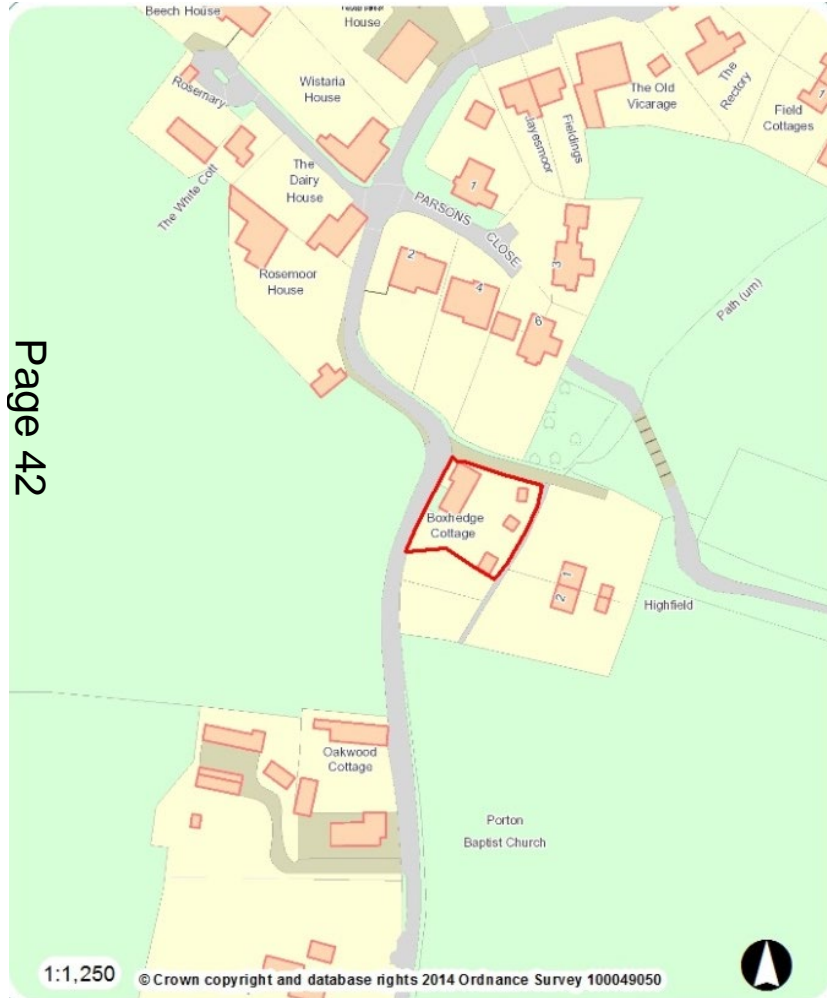 Beech House
House
Wistaria
House
Rosemary
The White Cott
The
Dairy
House
Rosemoor
House
Jayesmoor
Fieldings
The Old
Vicarage
The
Rectory
Field
Cottages
1
1
PARSONS
CLOSE
2
4
3
6
Path (um)
Page 42
Boxhedge
Cottage
1
2
Highfield
Oakwood
Cottage
Porton
Baptist Church
1:1,250
© Crown copyright and database rights 2014 Ordnance Survey 100049050